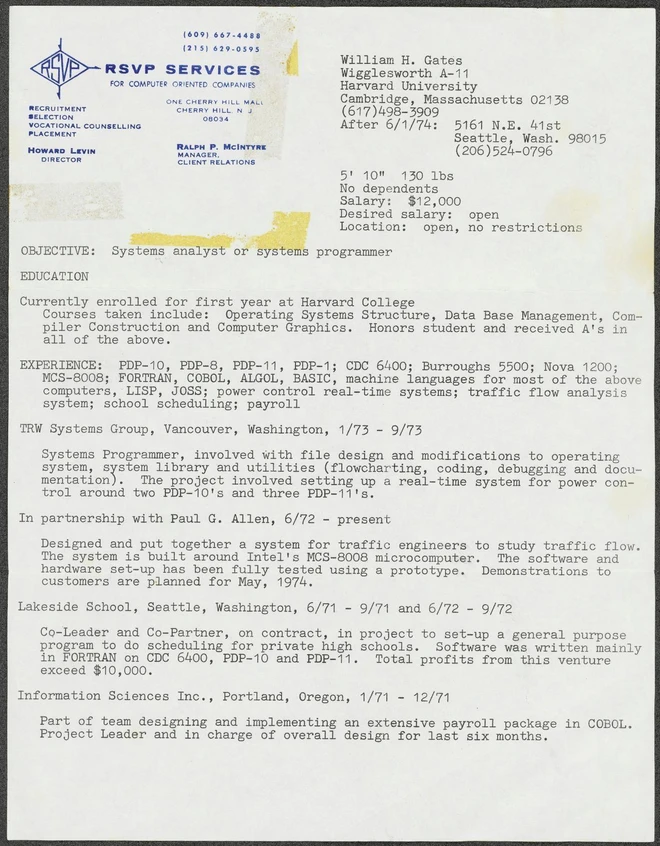 (609) 667-4488
(215) 629-0595
RSVP
RSVP SERVICES
FOR COMPUTER ORIENTED COMPANIES
RECRUITMENT
SELECTION
VOCATIONAL COUNSELLING
PLACEMENT
ONE CHERRY HILL MALL
CHERRY HILL, N J
08034
HOWARD LEVIN
DIRECTOR
RALPH P. MCINTYRE
MANAGER,
CLIENT RELATIONS
William H. Gates
Wigglesworth A-11
Harvard University
Cambridge, Massachusetts 02138
(617)498-3909
After 6/1/74:  5161 N.E. 41st
Seattle, Wash. 98015
(206)524-0796
5' 10"  130 lbs
No dependents
Salary:  $12,000
Desired salary:  open
Location:  open, no restrictions
OBJECTIVE:  Systems analyst or systems programmer
EDUCATION
Currently enrolled for first year at Harvard College
Courses taken include:  Operating Systems Structure, Data Base Management, Com-
piler Construction and Computer Graphics.  Honors student and received A's in
all of the above.
EXPERIENCE:  PDP-10, PDP-8, PDP-11, PDP-1; CDC 6400; Burroughs 5500; Nova 1200;
MCS-8008; FORTRAN, COBOL, ALGOL, BASIC, machine languages for most of the above
computers, LISP, JOSS; power control real-time systems; traffic flow analysis
system; school scheduling; payroll
TRW Systems Group, Vancouver, Washington, 1/73 - 9/73
Systems Programmer, involved with file design and modifications to operating
system, system library and utilities (flowcharting, coding, debugging and docu-
mentation).  The project involved setting up a real-time system for power con-
trol around two PDP-10's and three PDP-11's.
In partnership with Paul G. Allen, 6/72 - present
Designed and put together a system for traffic engineers to study traffic flow.
The system is built around Intel's MCS-8008 microcomputer.  The software and
hardware set-up has been fully tested using a prototype.  Demonstrations to
customers are planned for May, 1974.
Lakeside School, Seattle, Washington, 6/71 - 9/71 and 6/72 - 9/72
Co-Leader and Co-Partner, on contract, in project to set-up a general purpose
program to do scheduling for private high schools.  Software was written mainly
in FORTRAN on CDC 6400, PDP-10 and PDP-11.  Total profits from this venture
exceed $10,000.
Information Sciences Inc., Portland, Oregon, 1/71 - 12/71
Part of team designing and implementing an extensive payroll package in COBOL.
Project Leader and in charge of overall design for last six months.